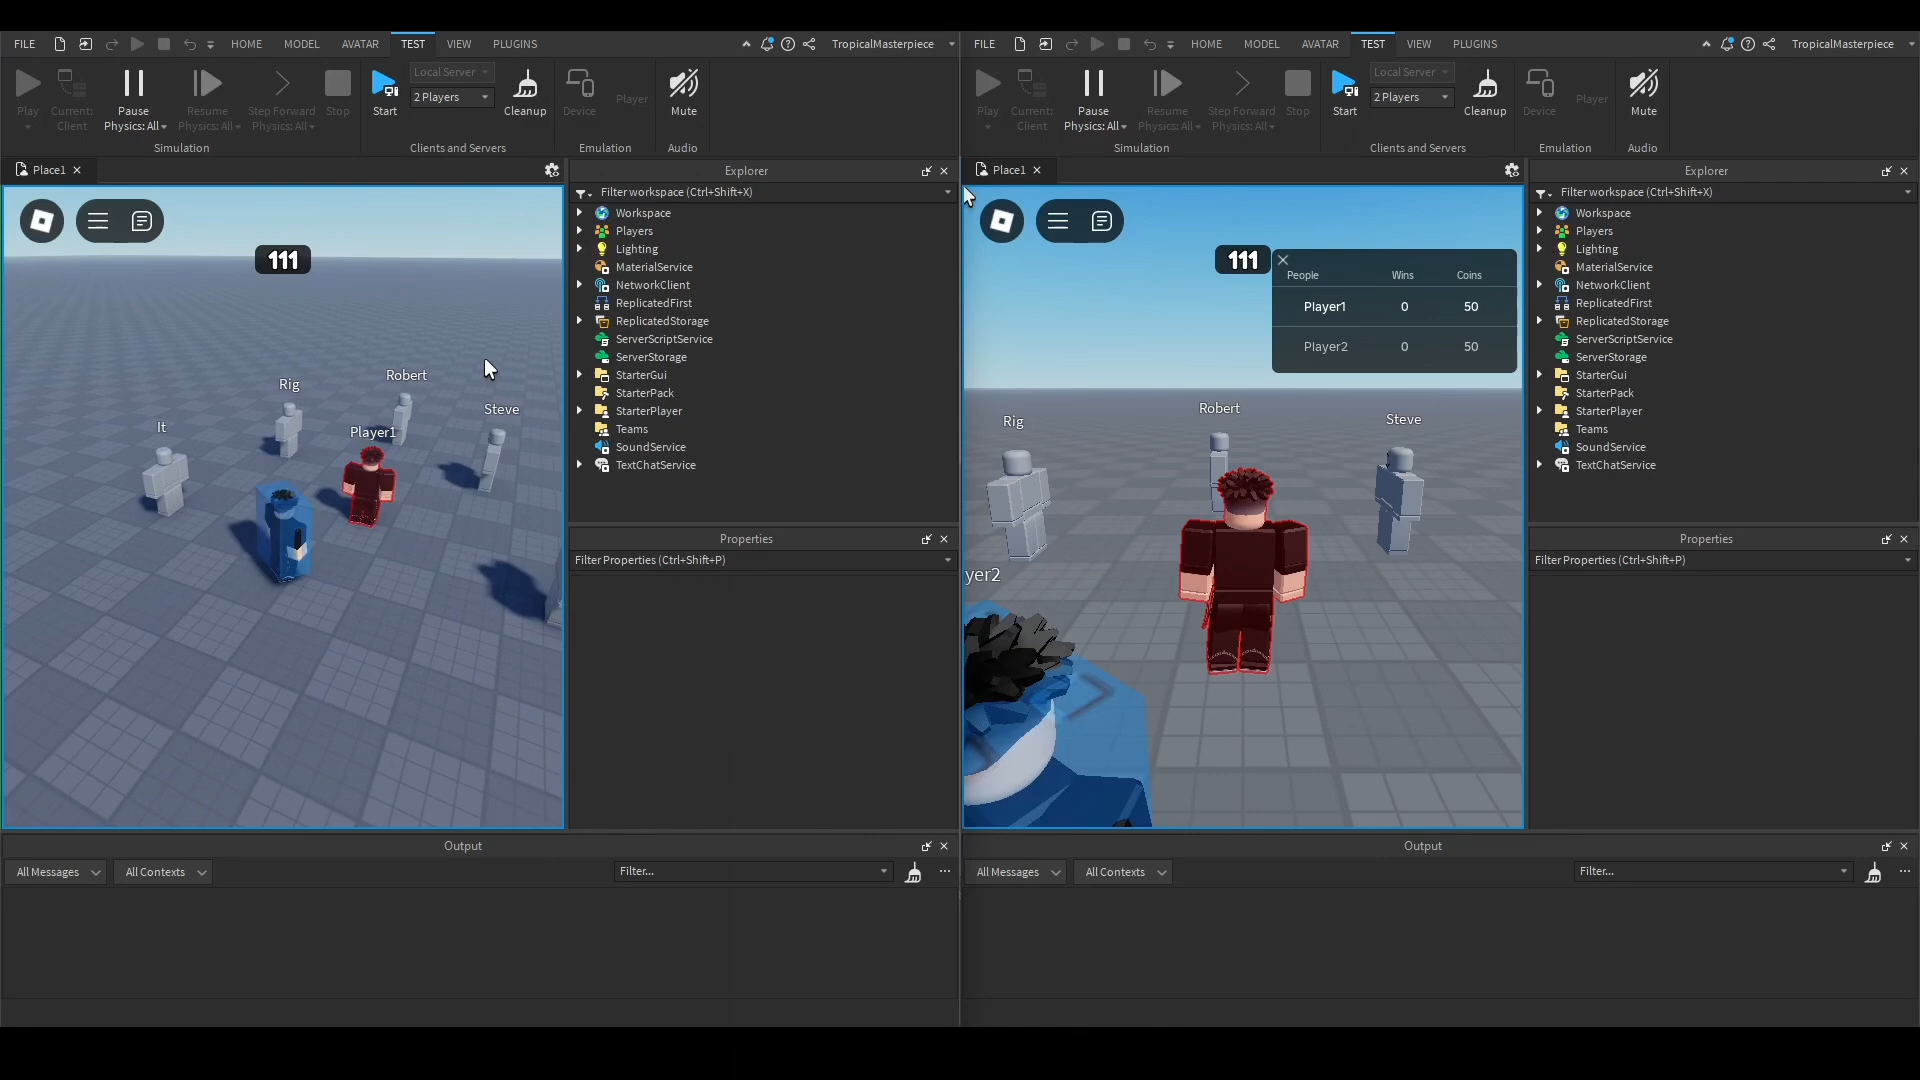 FILE HOME MODEL AVATAR TEST VIEW PLUGINS TropicalMasterpiece
Play Current: Client Pause Physics: All Resume Physics: All Step Forward Physics: All Stop Start Local Server 2 Players Cleanup Device Player Mute
Simulation Clients and Servers Emulation Audio
Place1
Explorer
Filter workspace (Ctrl+Shift+X)
Workspace
Players
Lighting
MaterialService
NetworkClient
ReplicatedFirst
ReplicatedStorage
ServerScriptService
ServerStorage
StarterGui
StarterPack
StarterPlayer
Teams
SoundService
TextChatService
111
Rig
Robert
Steve
It
Player1
Properties
Filter Properties (Ctrl+Shift+P)
Output
All Messages All Contexts Filter...
FILE HOME MODEL AVATAR TEST VIEW PLUGINS TropicalMasterpiece
Play Current: Client Pause Physics: All Resume Physics: All Step Forward Physics: All Stop Start Local Server 2 Players Cleanup Device Player Mute
Simulation Clients and Servers Emulation Audio
Place1
Explorer
Filter workspace (Ctrl+Shift+X)
Workspace
Players
Lighting
MaterialService
NetworkClient
ReplicatedFirst
ReplicatedStorage
ServerScriptService
ServerStorage
StarterGui
StarterPack
StarterPlayer
Teams
SoundService
TextChatService
111
People Wins Coins
Player1 0 50
Player2 0 50
Rig
Robert
Steve
yer2
Properties
Filter Properties (Ctrl+Shift+P)
Output
All Messages All Contexts Filter...